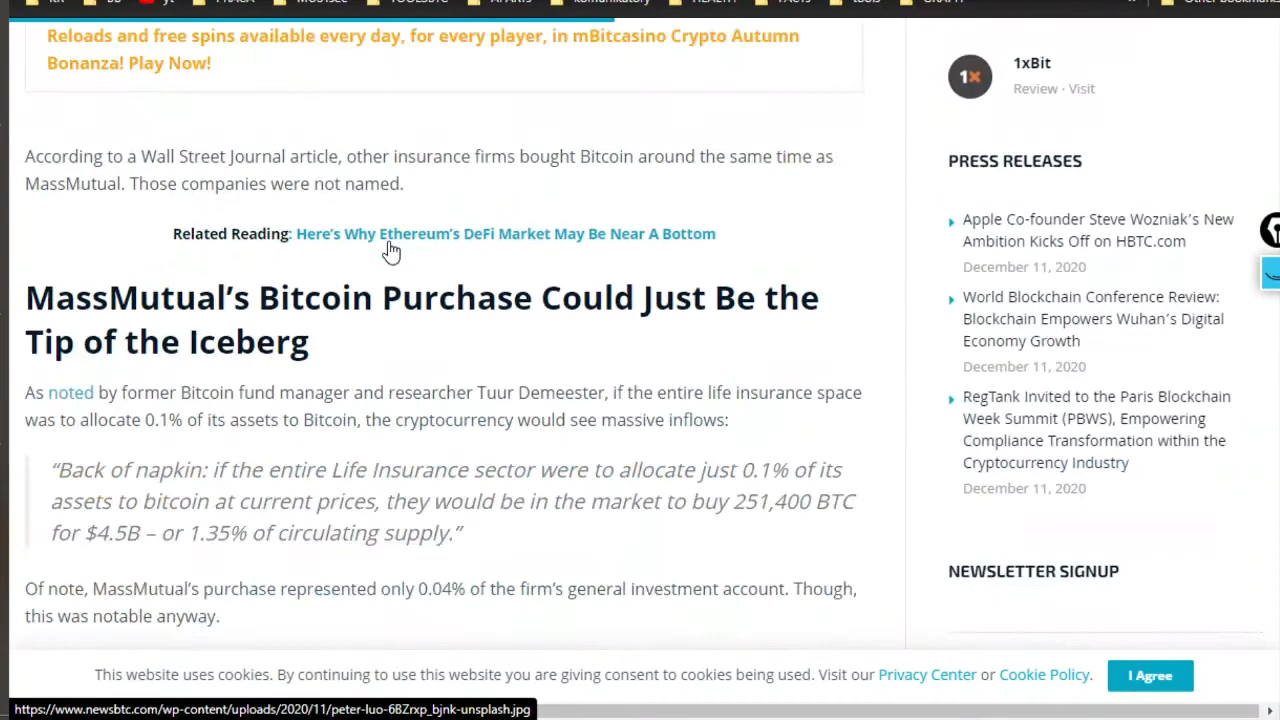 Reloads and free spins available every day, for every player, in mBitcasino Crypto Autumn
Bonanza! Play Now!
According to a Wall Street Journal article, other insurance firms bought Bitcoin around the same time as
MassMutual. Those companies were not named.
Related Reading: Here’s Why Ethereum’s DeFi Market May Be Near A Bottom
MassMutual’s Bitcoin Purchase Could Just Be the
Tip of the Iceberg
As noted by former Bitcoin fund manager and researcher Tuur Demeester, if the entire life insurance space
was to allocate 0.1% of its assets to Bitcoin, the cryptocurrency would see massive inflows:
“Back of napkin: if the entire Life Insurance sector were to allocate just 0.1% of its
assets to bitcoin at current prices, they would be in the market to buy 251,400 BTC
for $4.5B – or 1.35% of circulating supply.”
Of note, MassMutual’s purchase represented only 0.04% of the firm’s general investment account. Though,
this was notable anyway.
1x
1xBit
Review · Visit
PRESS RELEASES
Apple Co-founder Steve Wozniak’s New
Ambition Kicks Off on HBTC.com
December 11, 2020
World Blockchain Conference Review:
Blockchain Empowers Wuhan’s Digital
Economy Growth
December 11, 2020
RegTank Invited to the Paris Blockchain
Week Summit (PBWS), Empowering
Compliance Transformation within the
Cryptocurrency Industry
December 11, 2020
NEWSLETTER SIGNUP
This website uses cookies. By continuing to use this website you are giving consent to cookies being used. Visit our Privacy Center or Cookie Policy.
I Agree
https://www.newsbtc.com/wp-content/uploads/2020/11/peter-luo-6BZrxp_bjnk-unsplash.jpg